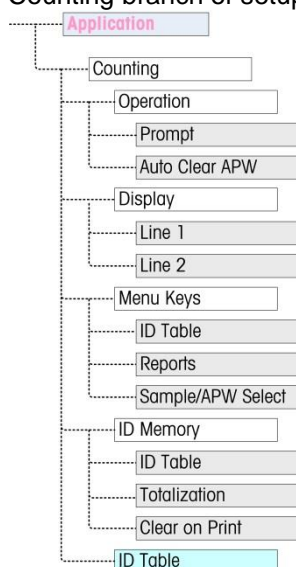 Counting branch of setup
Application
Counting
Operation
Prompt
Auto Clear APW
Display
Line 1
Line 2
Menu Keys
ID Table
Reports
Sample/APW Select
ID Memory
ID Table
Totalization
Clear on Print
ID Table